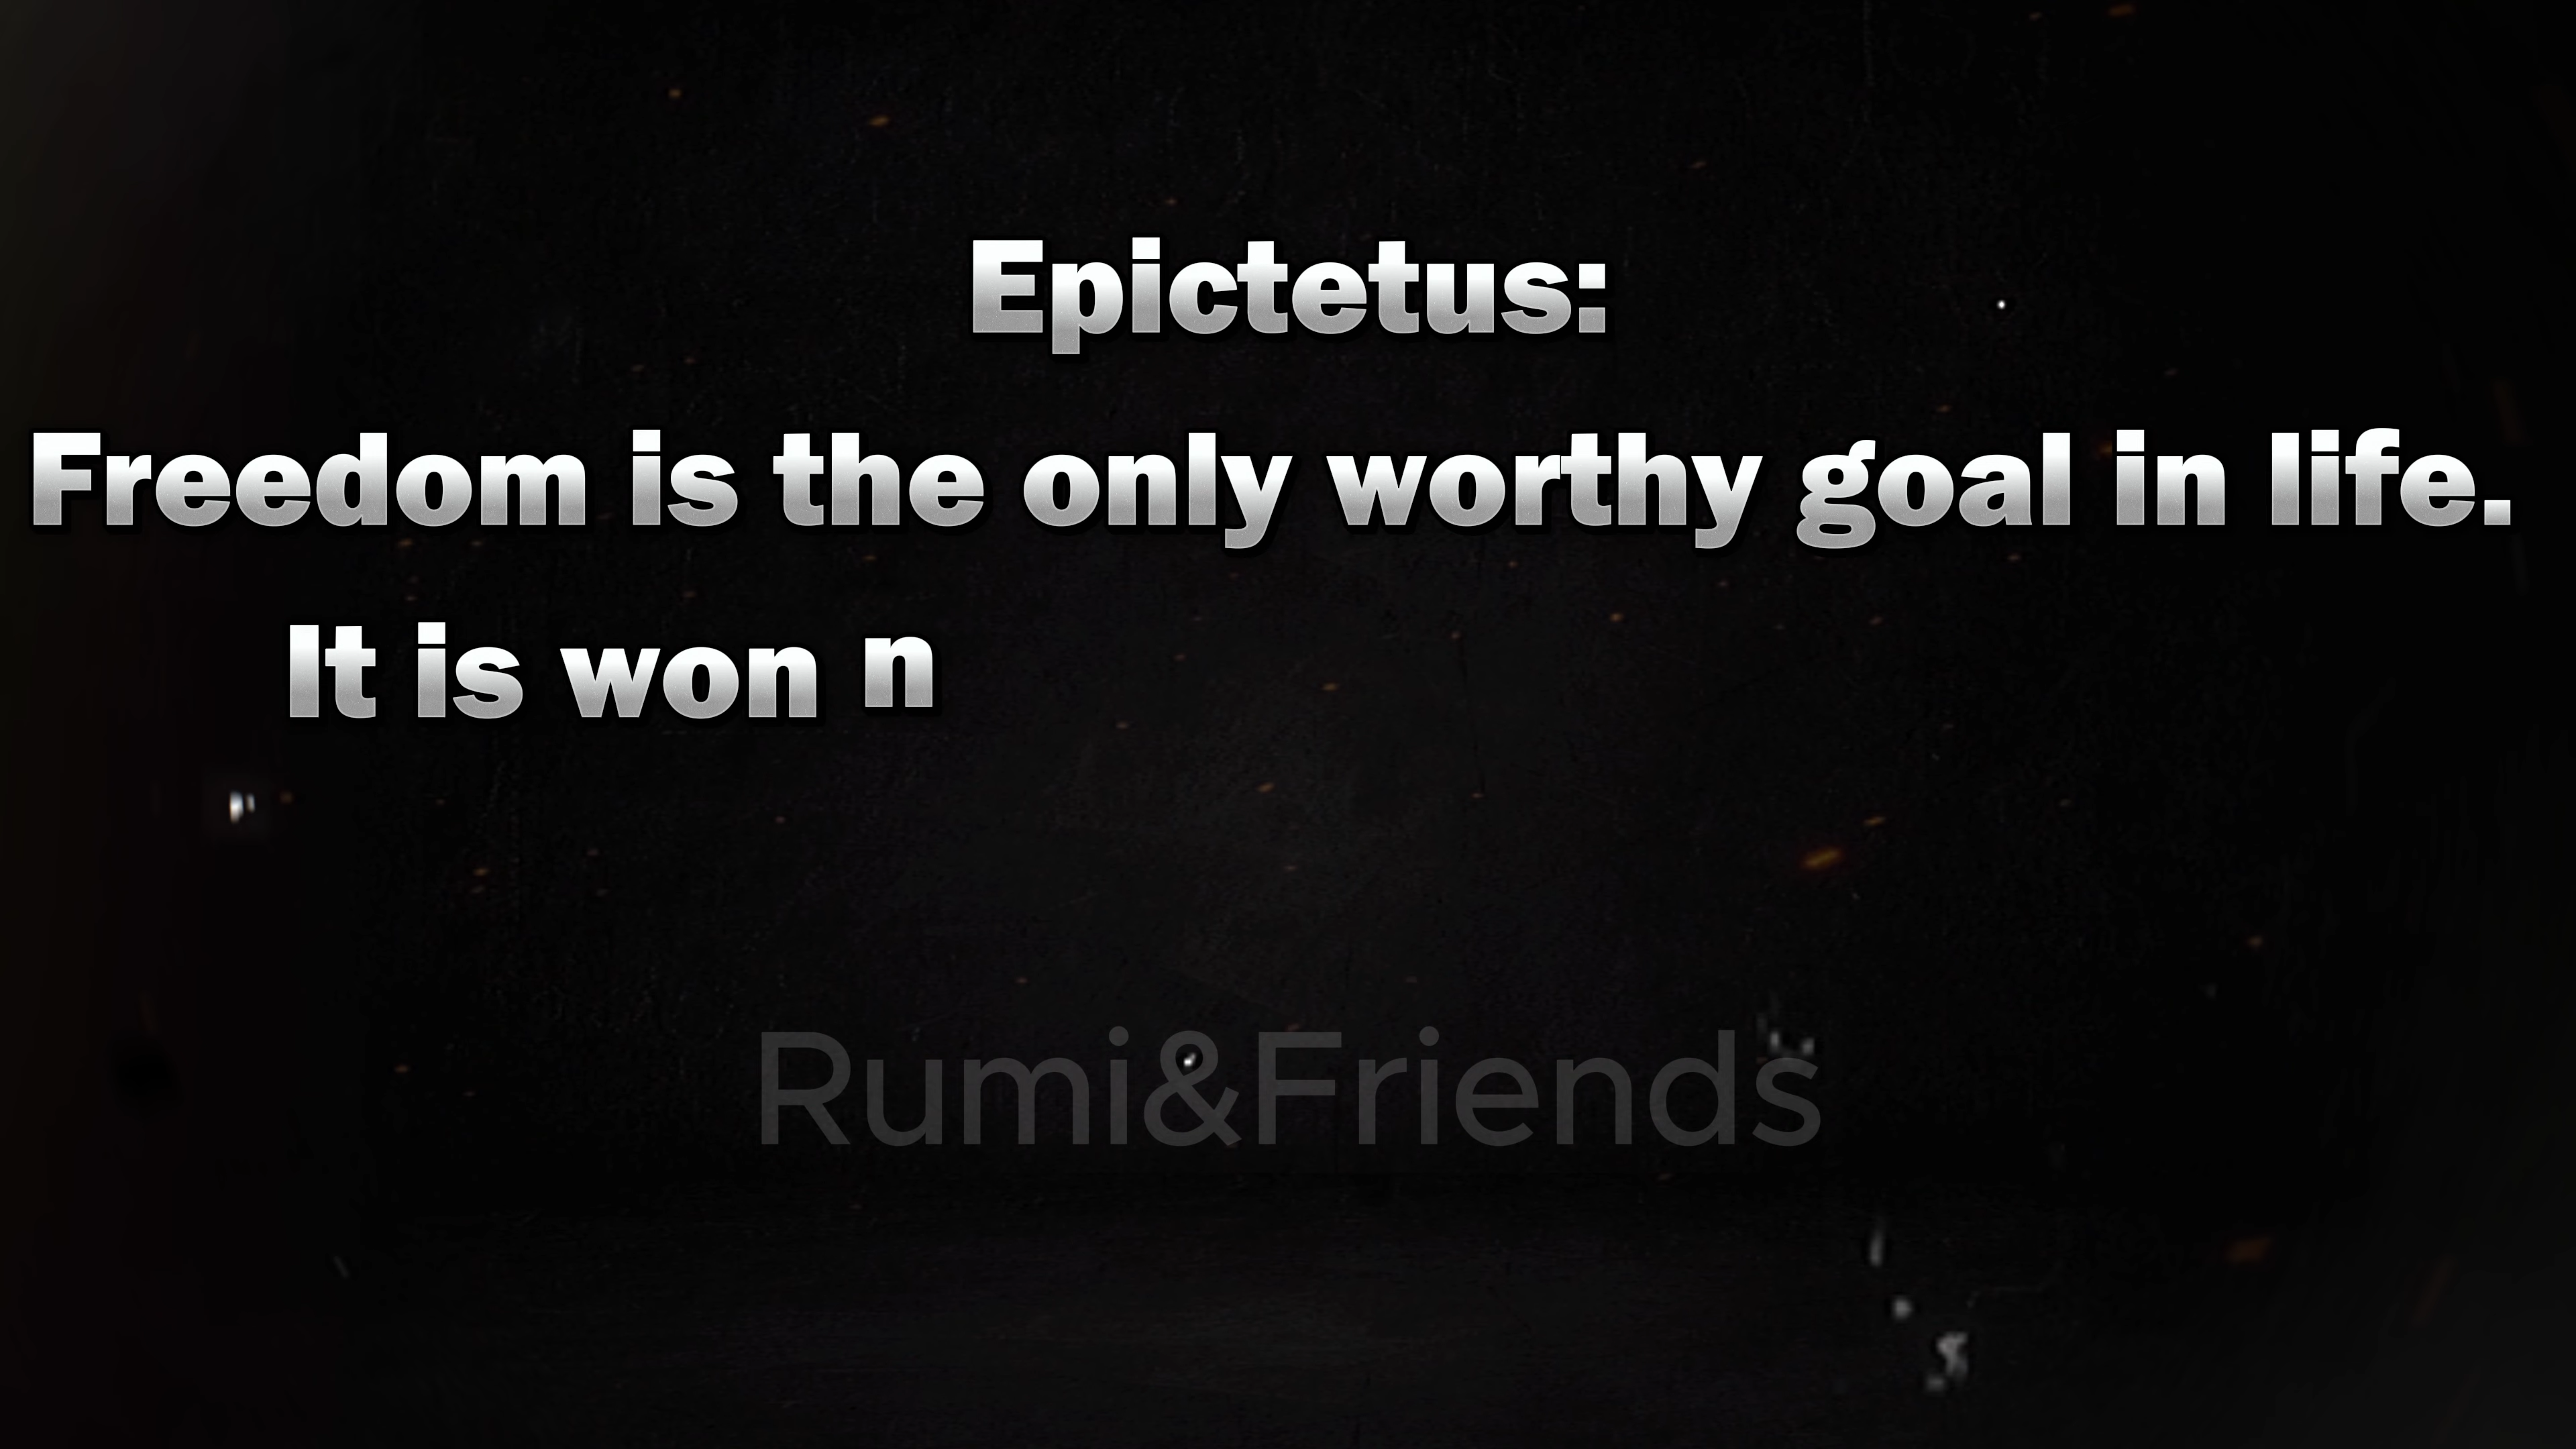 Epictetus:
Freedom is the only worthy goal in life.
It is won n
Rumi&Friends